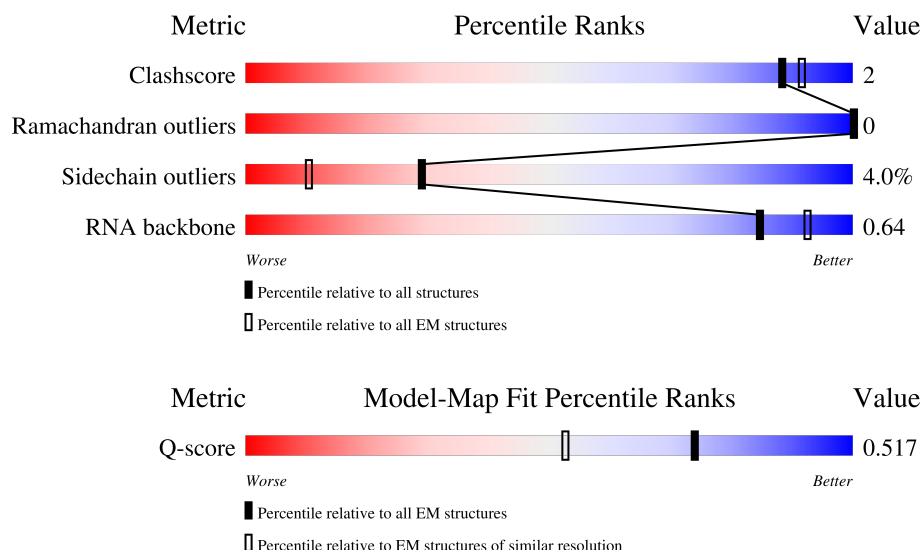 Metric Percentile Ranks Value
Clashscore 2
Ramachandran outliers 0
Sidechain outliers 4.0%
RNA backbone 0.64
Worse Better
Percentile relative to all structures
Percentile relative to all EM structures
Metric Model-Map Fit Percentile Ranks Value
Q-score 0.517
Worse Better
Percentile relative to all EM structures
Percentile relative to EM structures of similar resolution